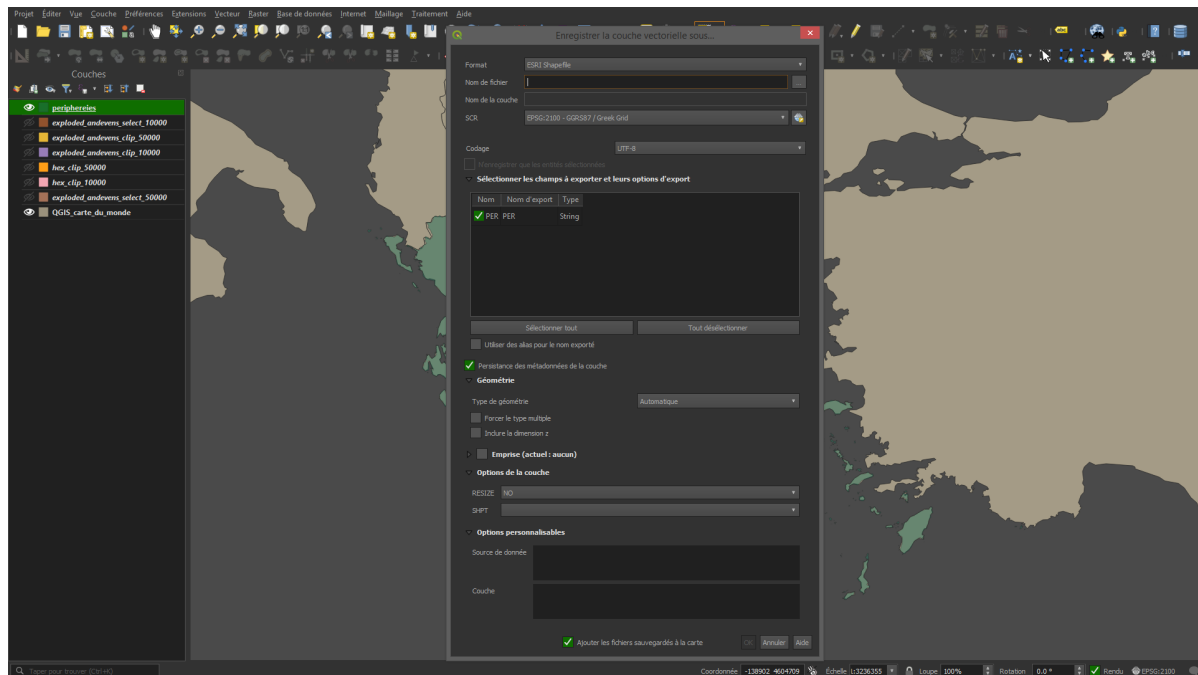 Projet Éditer Vue Couche Préférences Extensions Vecteur Raster Base de données Internet Maillage Traitement Aide
Enregistrer la couche vectorielle sous...
Couches
periphereies
exploded_andevens_select_10000
exploded_andevens_clip_50000
exploded_andevens_clip_10000
hex_clip_50000
hex_clip_10000
exploded_andevens_select_50000
QGIS_carte_du_monde
Format ESRI Shapefile
Nom de fichier
...
Nom de la couche
SCR EPSG:2100 - GGRS87 / Greek Grid
Codage UTF-8
N'enregistrer que les entités sélectionnées
Sélectionner les champs à exporter et leurs options d'export
Nom Nom d'export Type
PER PER String
Sélectionner tout Tout désélectionner
Utiliser des alias pour le nom exporté
Persistance des métadonnées de la couche
Géométrie
Type de géométrie Automatique
Forcer le type multiple
Inclure la dimension z
Emprise (actuel : aucun)
Options de la couche
RESIZE NO
SHPT
Options personnalisables
Source de donnée
Couche
Ajouter les fichiers sauvegardés à la carte OK Annuler Aide
Taper pour trouver (Ctrl+K) Coordonnée -138902 4604709 Échelle 1:3236355 Loupe 100% Rotation 0.0 ° Rendu EPSG:2100